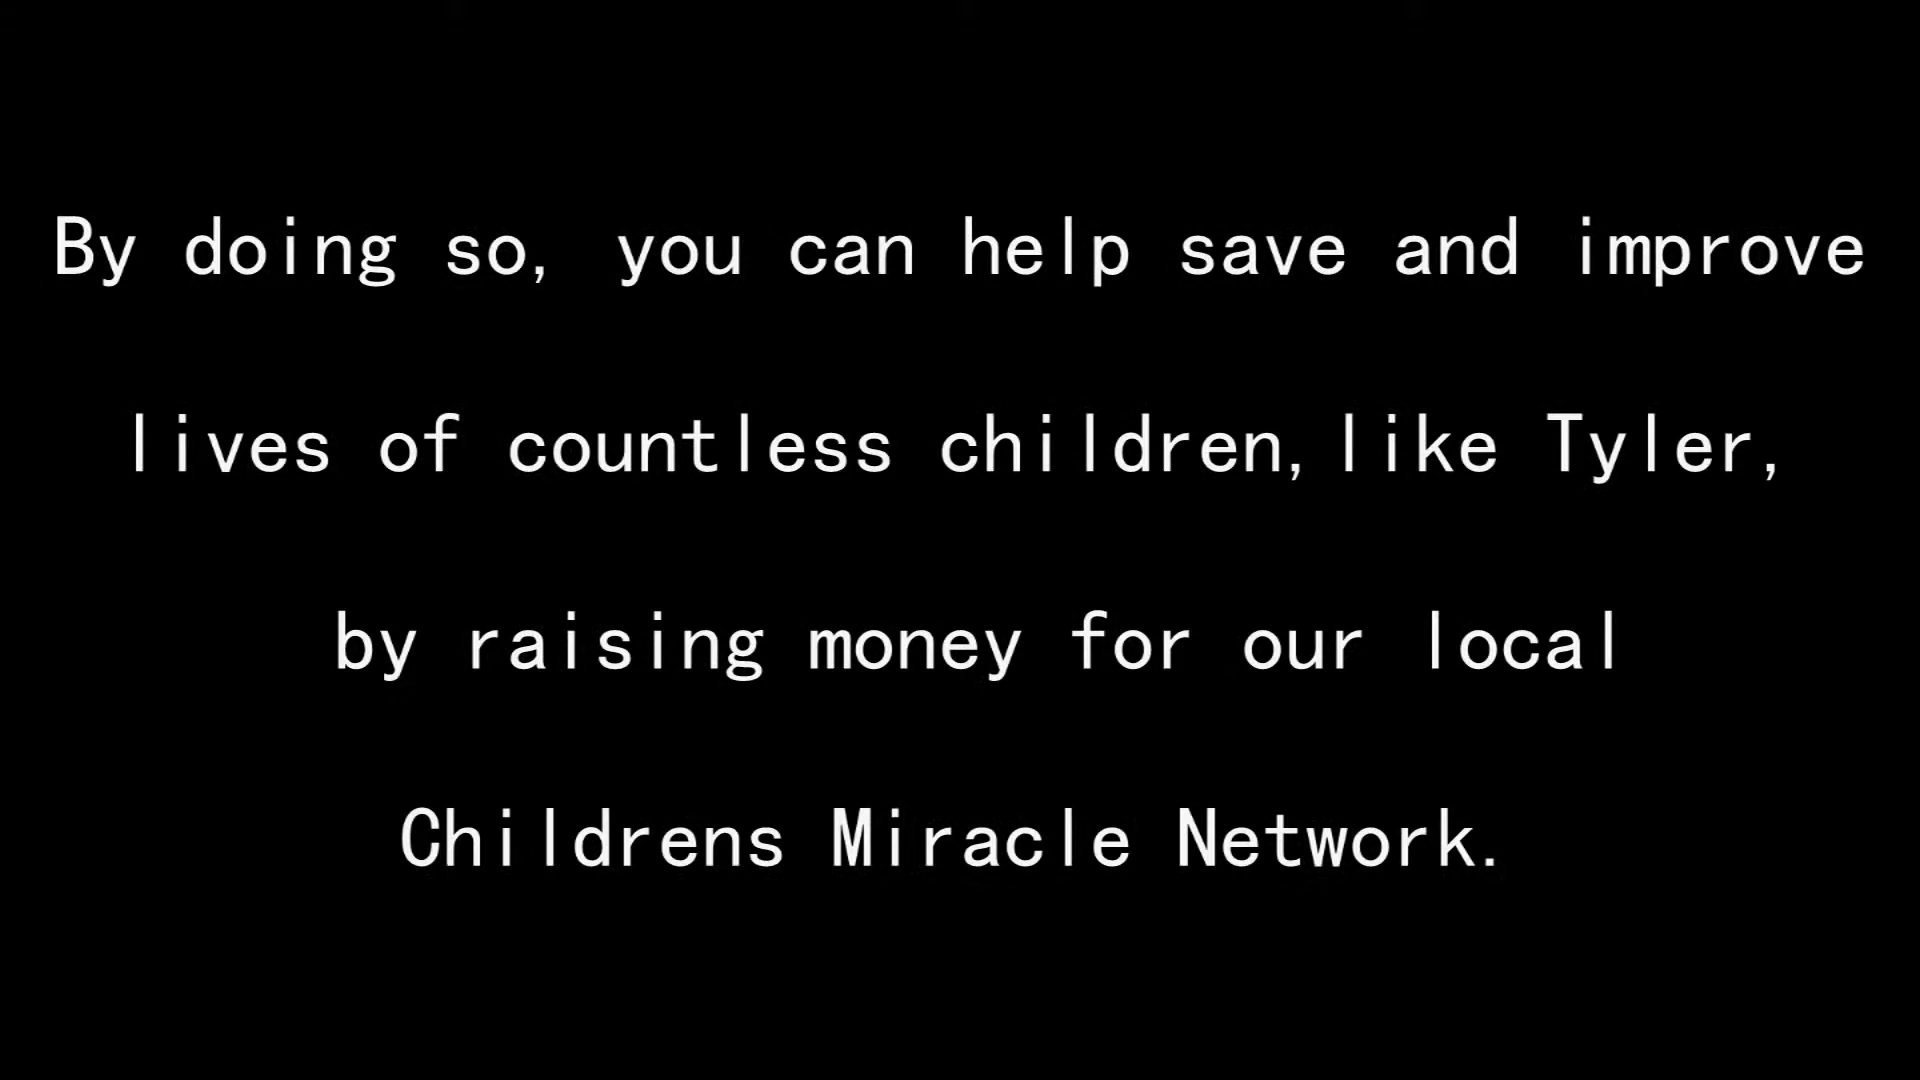 By doing so, you can help save and improve
lives of countless children,like Tyler,
by raising money for our local
Childrens Miracle Network.